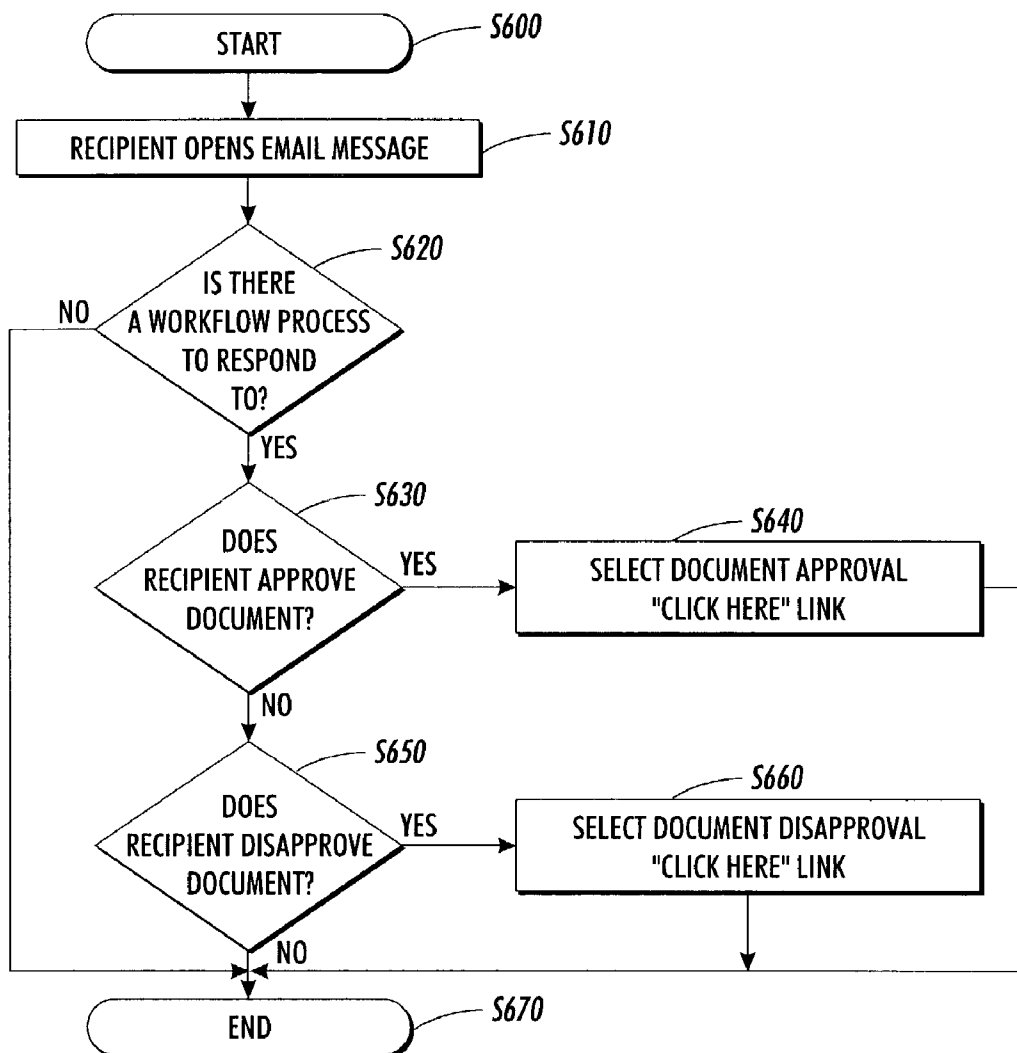 START
S600
RECIPIENT OPENS EMAIL MESSAGE
S610
S620
IS THERE
A WORKFLOW PROCESS
TO RESPOND
TO?
NO
YES
S630
DOES
RECIPIENT APPROVE
DOCUMENT?
YES
S640
SELECT DOCUMENT APPROVAL
"CLICK HERE" LINK
NO
S650
DOES
RECIPIENT DISAPPROVE
DOCUMENT?
YES
S660
SELECT DOCUMENT DISAPPROVAL
"CLICK HERE" LINK
NO
END
S670